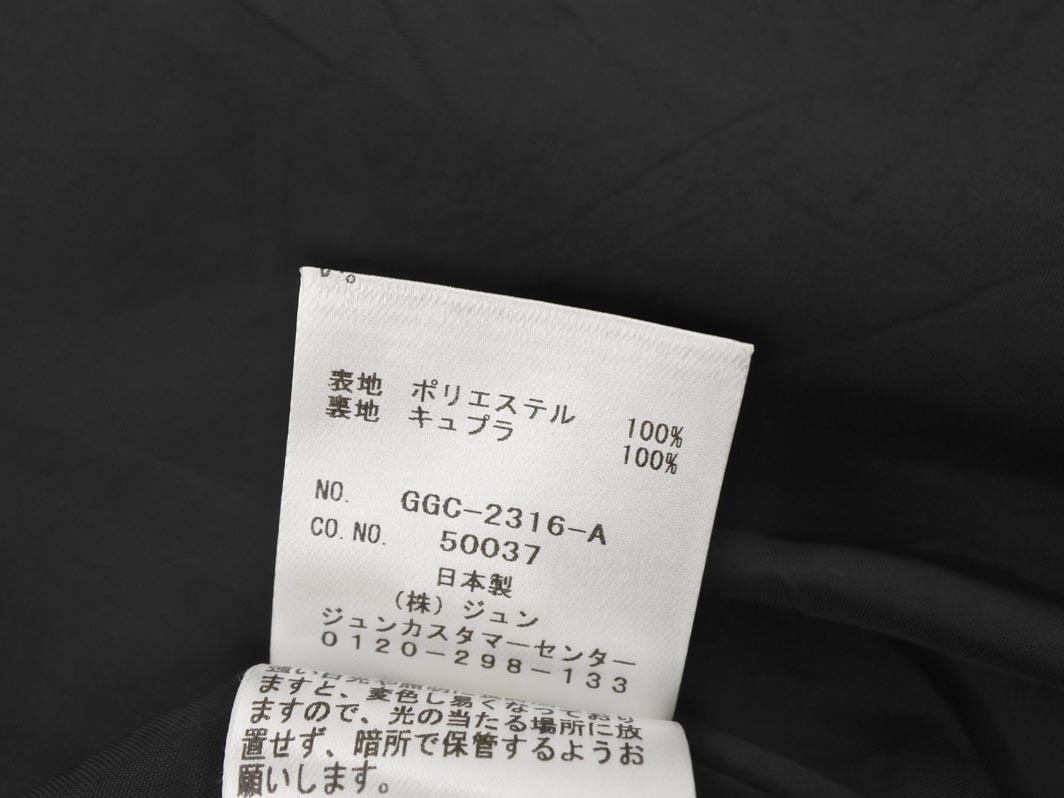 表地 ポリエステル 100%
裏地 キュプラ 100%
NO. GGC-2316-A
CO.NO. 50037
日本製
(株)ジュン
ジュンカスタマーセンター
0120-298-133
ますと、変色し易くなっており
ますので、光の当たる場所に放
置せず、暗所で保管するようお
願いします。